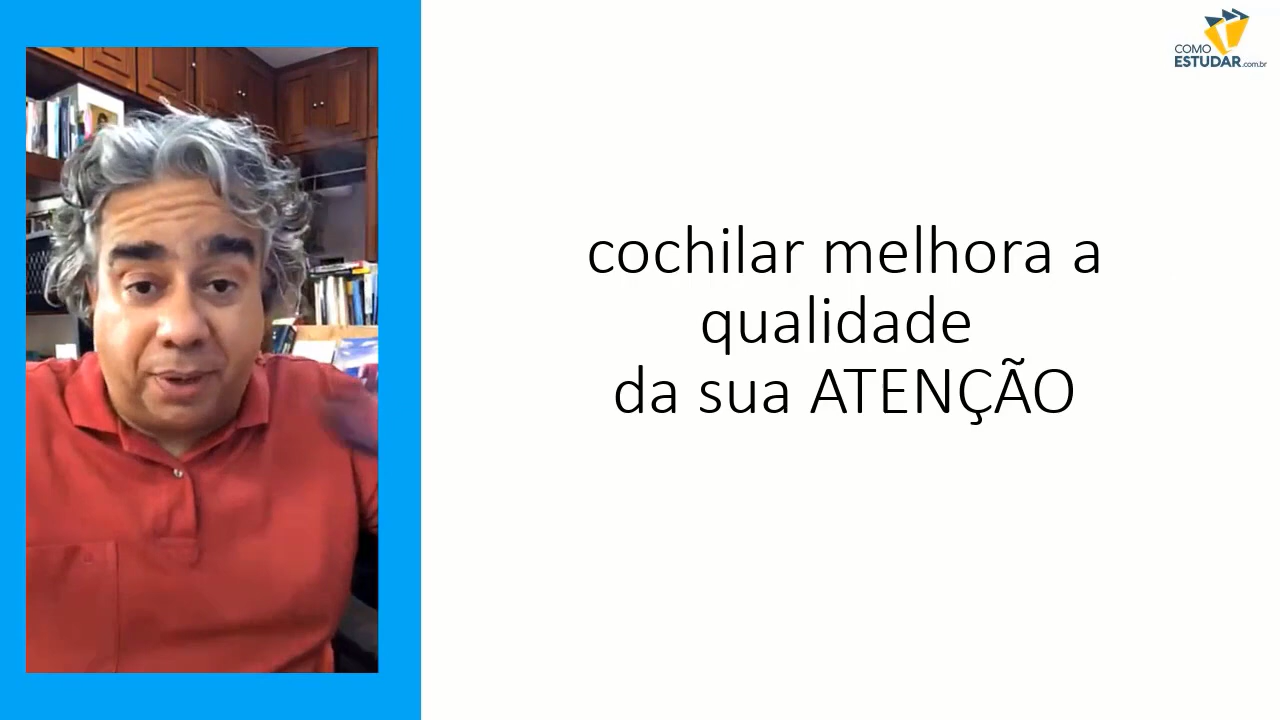 COMO
ESTUDAR.com.br
cochilar melhora a
qualidade
da sua ATENÇÃO